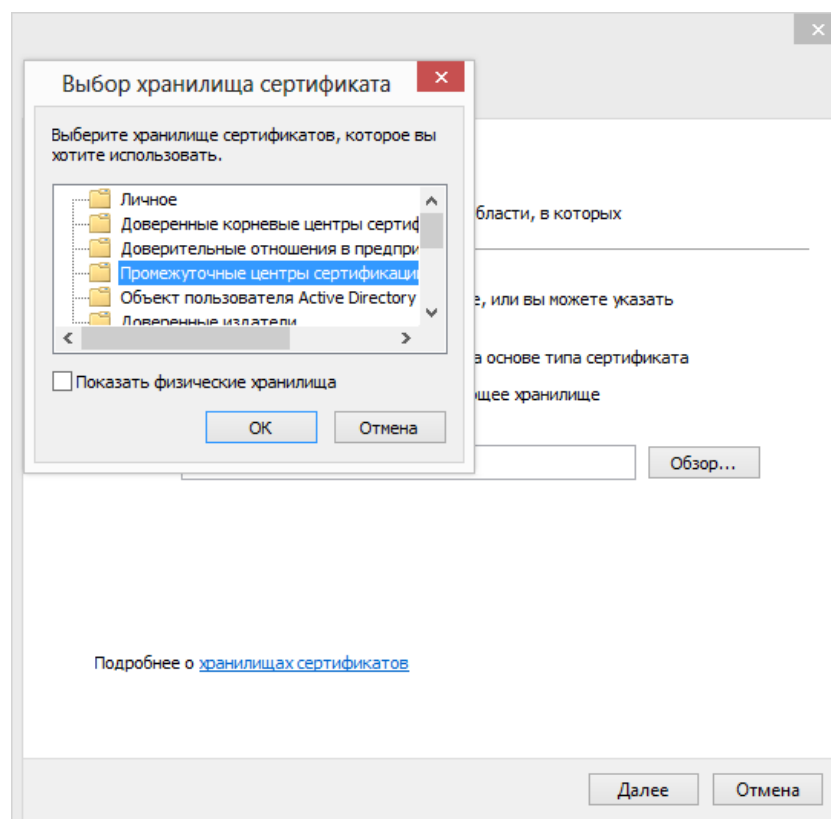 Выбор хранилища сертификата
Выберите хранилище сертификатов, которое вы
хотите использовать.
Личное
Доверенные корневые центры сертиф
Доверительные отношения в предпри
Промежуточные центры сертификаци
Объект пользователя Active Directory
Доверенные издатели
Показать физические хранилища
ОК
Отмена
бласти, в которых
е, или вы можете указать
а основе типа сертификата
щее хранилище
Обзор...
Подробнее о хранилищах сертификатов
Далее
Отмена